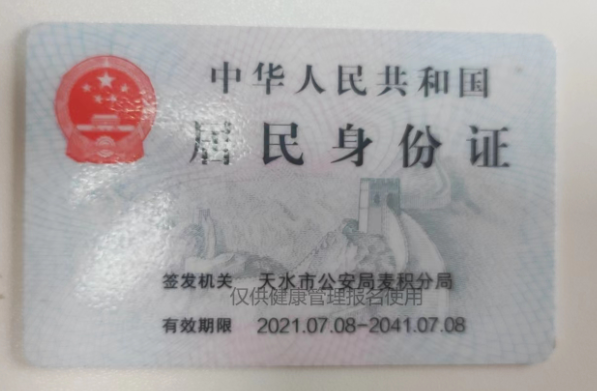 中华人民共和国
居民身份证
签发机关 天水市公安局麦积分局
仅供健康管理报名使用
有效期限 2021.07.08-2041.07.08